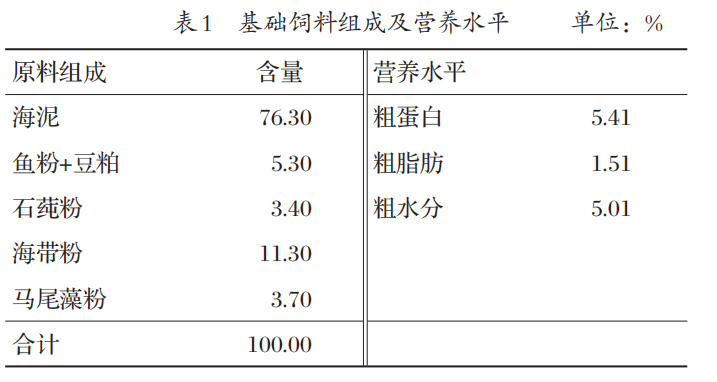 表1 基础饲料组成及营养水平 单位：%
原料组成 含量 营养水平
海泥 76.30 粗蛋白 5.41
鱼粉+豆粕 5.30 粗脂肪 1.51
石莼粉 3.40 粗水分 5.01
海带粉 11.30
马尾藻粉 3.70
合计 100.00